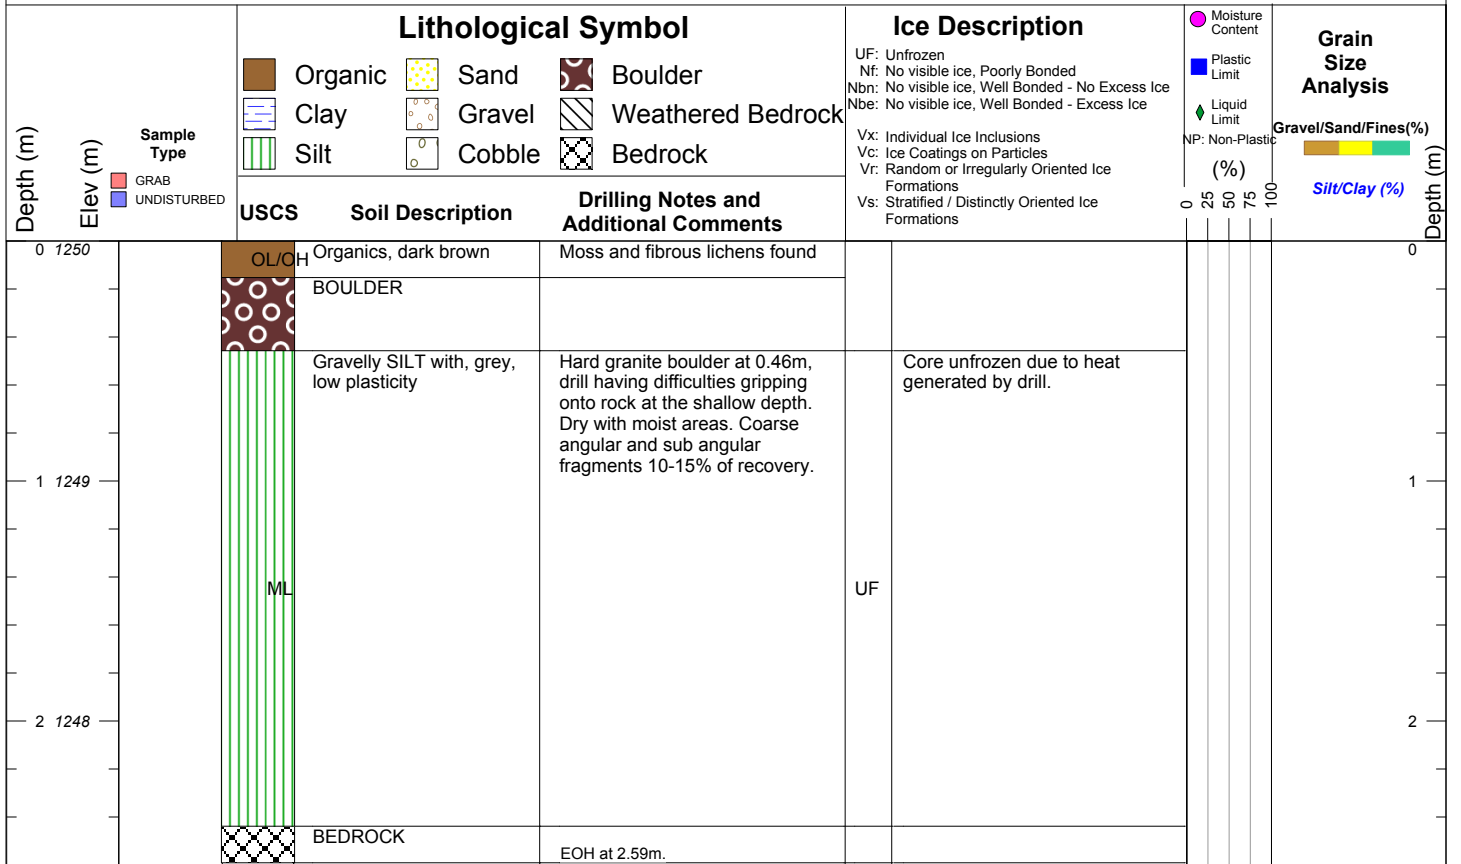 Lithological Symbol
Organic
Sand
Boulder
Clay
Gravel
Weathered Bedrock
Silt
Cobble
Bedrock
Ice Description
UF: Unfrozen
Nf: No visible ice, Poorly Bonded
Nbn: No visible ice, Well Bonded - No Excess Ice
Nbe: No visible ice, Well Bonded - Excess Ice
Vx: Individual Ice Inclusions
Vc: Ice Coatings on Particles
Vr: Random or Irregularly Oriented Ice
Formations
Vs: Stratified / Distinctly Oriented Ice
Formations
Moisture
Content
Plastic
Limit
Liquid
Limit
NP: Non-Plastic
(%)
0 25 50 75 100
Grain
Size
Analysis
Gravel/Sand/Fines(%)
Silt/Clay (%)
Depth (m)
Depth (m)
Elev (m)
Sample
Type
GRAB
UNDISTURBED
USCS
Soil Description
Drilling Notes and
Additional Comments
0 1250
OL/OH
Organics, dark brown
Moss and fibrous lichens found
0
BOULDER
Gravelly SILT with, grey,
low plasticity
Hard granite boulder at 0.46m,
drill having difficulties gripping
onto rock at the shallow depth.
Dry with moist areas. Coarse
angular and sub angular
fragments 10-15% of recovery.
Core unfrozen due to heat
generated by drill.
1 1249
1
ML
UF
2 1248
2
BEDROCK
EOH at 2.59m.